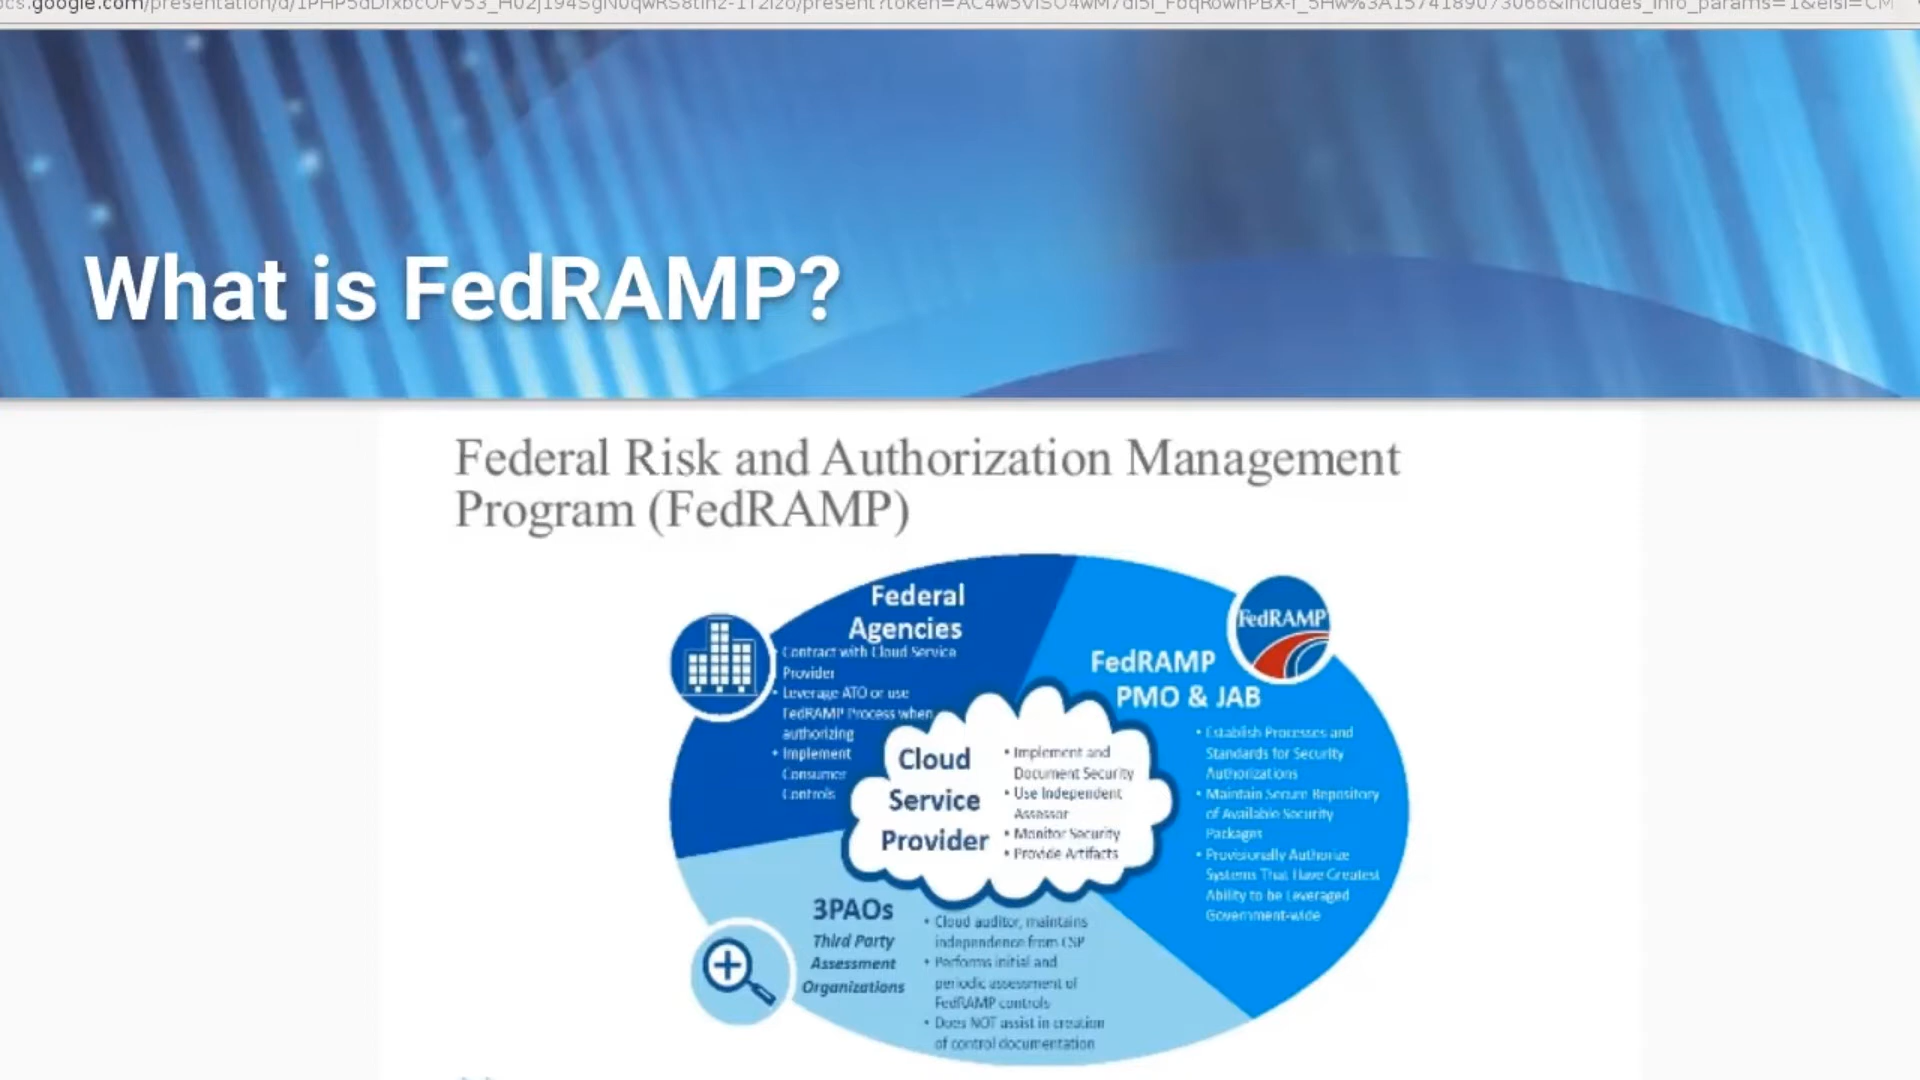 What is FedRAMP?
Federal Risk and Authorization Management
Program (FedRAMP)
Federal
Agencies
• Contract with Cloud Service
Provider
• Leverage ATO or use
FedRAMP Process when
authorizing
• Implement
Consumer
Controls
FedRAMP
FedRAMP
PMO & JAB
• Establish Processes and
Standards for Security
Authorizations
• Maintain Secure Repository
of Available Security
Packages
• Provisionally Authorize
Systems That Have Greatest
Ability to be Leveraged
Government-wide
Cloud
Service
Provider
• Implement and
Document Security
• Use Independent
Assessor
• Monitor Security
• Provide Artifacts
3PAOs
Third Party
Assessment
Organizations
• Cloud auditor, maintains
independence from CSP
• Performs initial and
periodic assessment of
FedRAMP controls
• Does NOT assist in creation
of control documentation